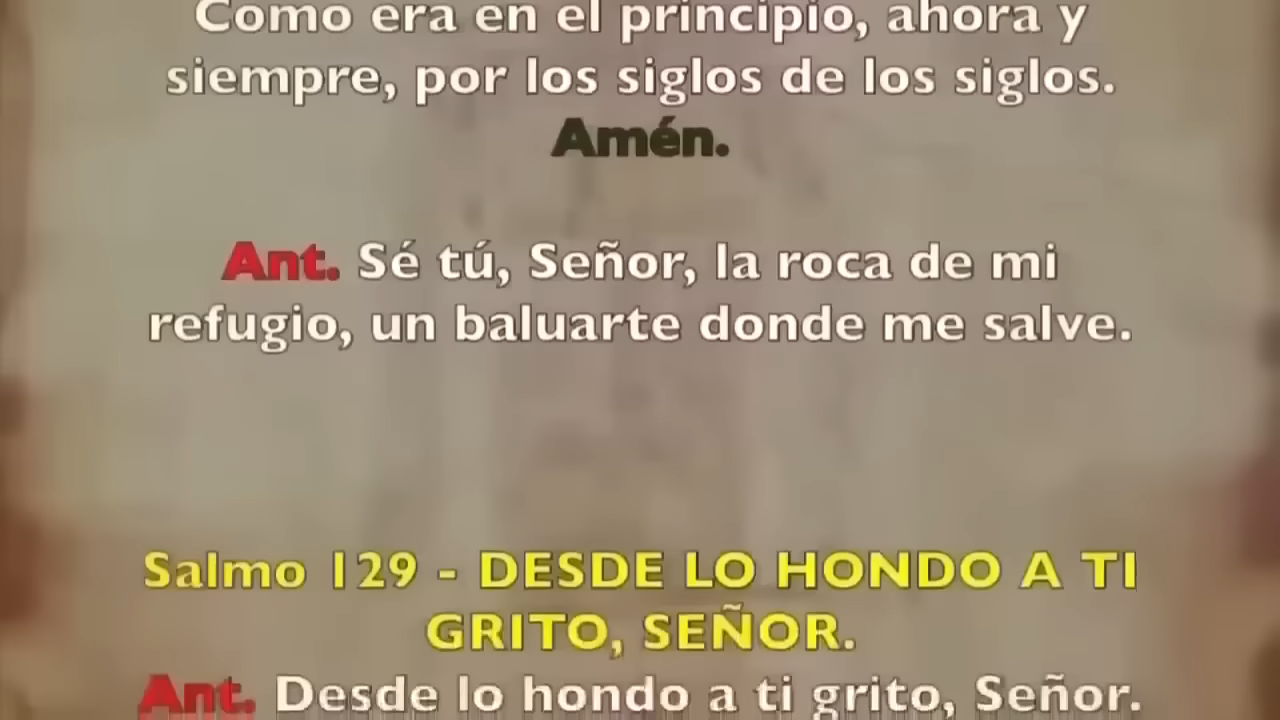 Como era en el principio, ahora y
siempre, por los siglos de los siglos.
Amén.
Ant. Sé tú, Señor, la roca de mi
refugio, un baluarte donde me salve.
Salmo 129 - DESDE LO HONDO A TI
GRITO, SEÑOR.
Ant. Desde lo hondo a ti grito, Señor.